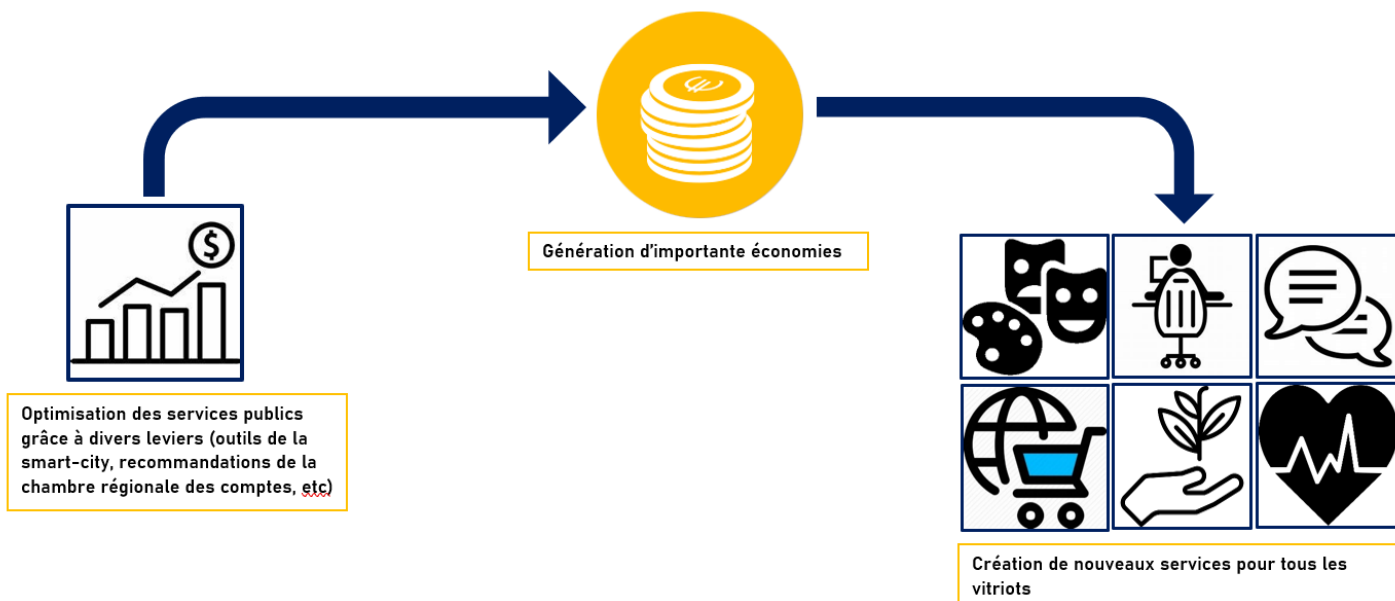 $
€
Génération d'importante économies
Optimisation des services publics
grâce à divers leviers (outils de la
smart-city, recommandations de la
chambre régionale des comptes, etc)
Création de nouveaux services pour tous les
vitriots